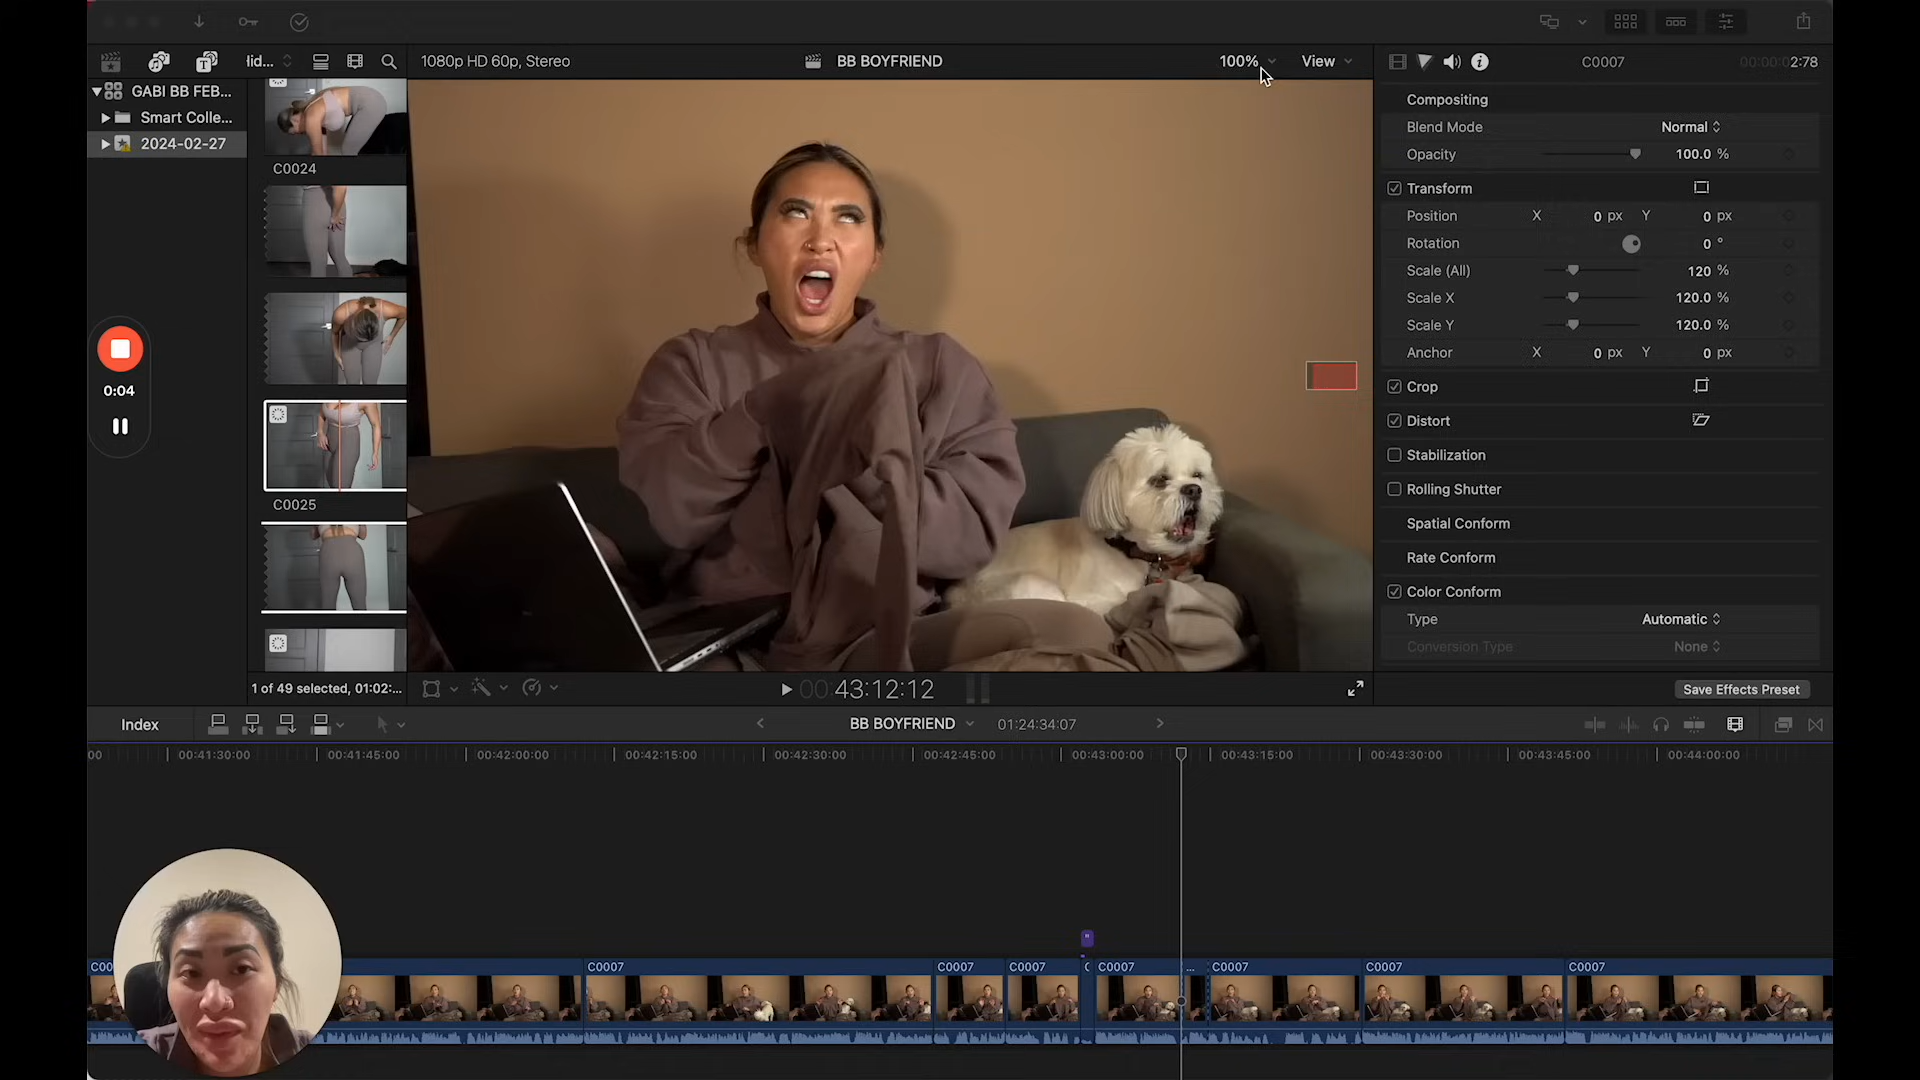 Hid...
1080p HD 60p, Stereo
BB BOYFRIEND
100%
View
C0007
00:00:02:78
GABI BB FEB...
Smart Colle...
2024-02-27
C0024
C0025
1 of 49 selected, 01:02:...
0:04
Compositing
Blend Mode
Normal
Opacity
100.0 %
Transform
Position
X
0 px
Y
0 px
Rotation
0 °
Scale (All)
120 %
Scale X
120.0 %
Scale Y
120.0 %
Anchor
X
0 px
Y
0 px
Crop
Distort
Stabilization
Rolling Shutter
Spatial Conform
Rate Conform
Color Conform
Type
Automatic
Conversion Type
None
00:43:12:12
Save Effects Preset
Index
BB BOYFRIEND
01:24:34:07
00
00:41:30:00
00:41:45:00
00:42:00:00
00:42:15:00
00:42:30:00
00:42:45:00
00:43:00:00
00:43:15:00
00:43:30:00
00:43:45:00
00:44:00:00
C00
C0007
C0007
C0007
C
C0007
...
C0007
C0007
C0007